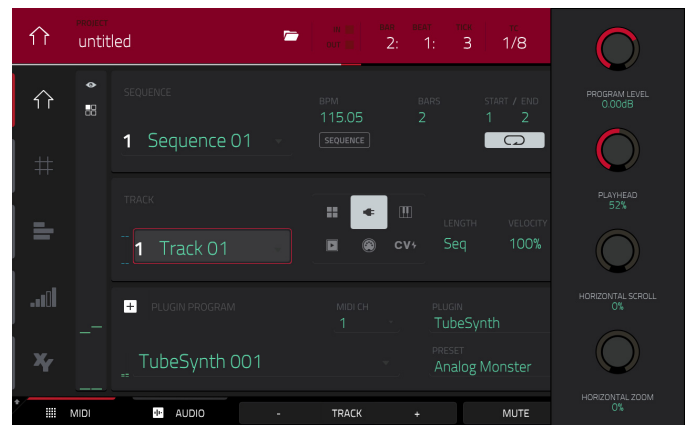 PROJECT
untitled
IN
OUT
BAR BEAT TICK TC
2: 1: 3 1/8
SEQUENCE
1 Sequence 01
BPM
115.05
SEQUENCE
BARS
2
START / END
1 2
TRACK
1 Track 01
CV
LENGTH
Seq
VELOCITY
100%
PLUGIN PROGRAM
TubeSynth 001
MIDI CH
1
PLUGIN
TubeSynth
PRESET
Analog Monster
XY
MIDI
AUDIO
- TRACK +
MUTE
PROGRAM LEVEL
0.00dB
PLAYHEAD
52%
HORIZONTAL SCROLL
0%
HORIZONTAL ZOOM
0%